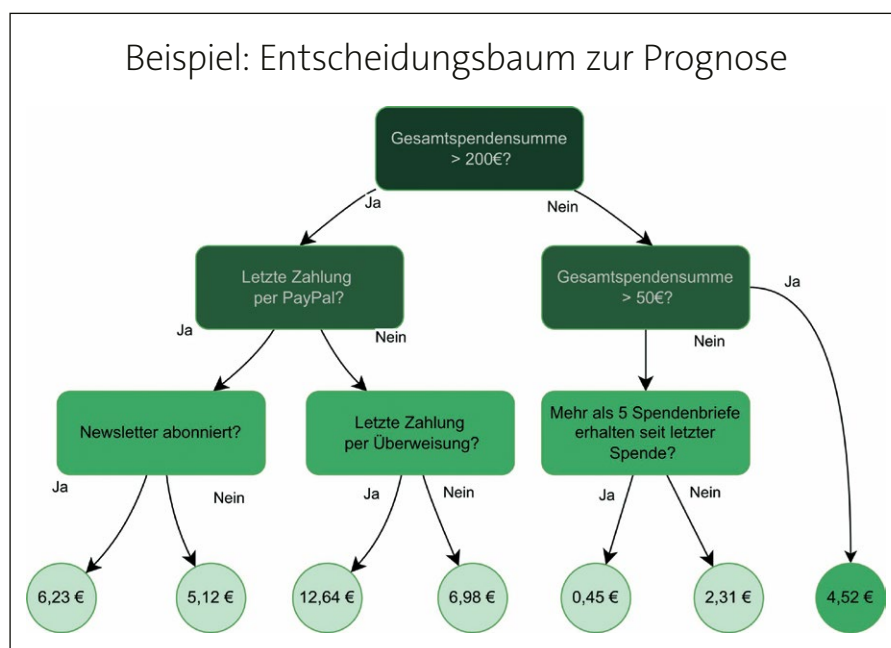 Beispiel: Entscheidungsbaum zur Prognose
Gesamtspendensumme
> 200€?
Ja
Nein
Letzte Zahlung
per PayPal?
Gesamtspendensumme
> 50€?
Ja
Ja
Nein
Nein
Newsletter abonniert?
Letzte Zahlung
per Überweisung?
Mehr als 5 Spendenbriefe
erhalten seit letzter
Spende?
Ja
Nein
Ja
Nein
Ja
Nein
6,23 €
5,12 €
12,64 €
6,98 €
0,45 €
2,31 €
4,52 €